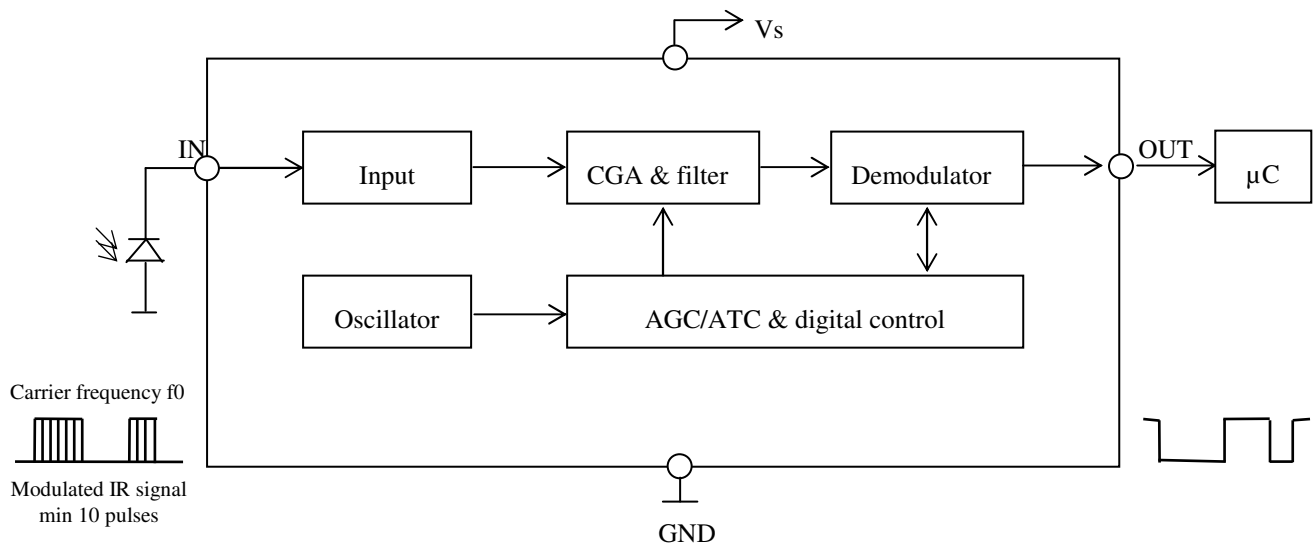 Vs
IN
OUT
Input
CGA & filter
Demodulator
µC
Oscillator
AGC/ATC & digital control
Carrier frequency f0
Modulated IR signal
min 10 pulses
GND